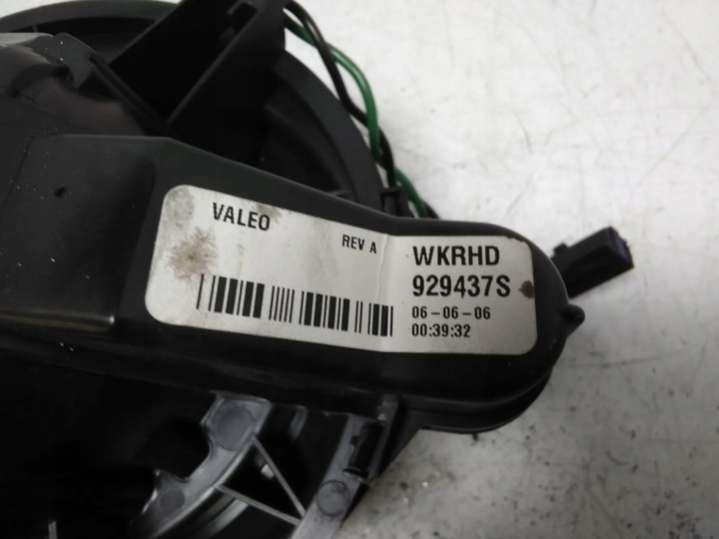 VALEO
REV A
WKRHD
929437S
06-06-06
00:39:32